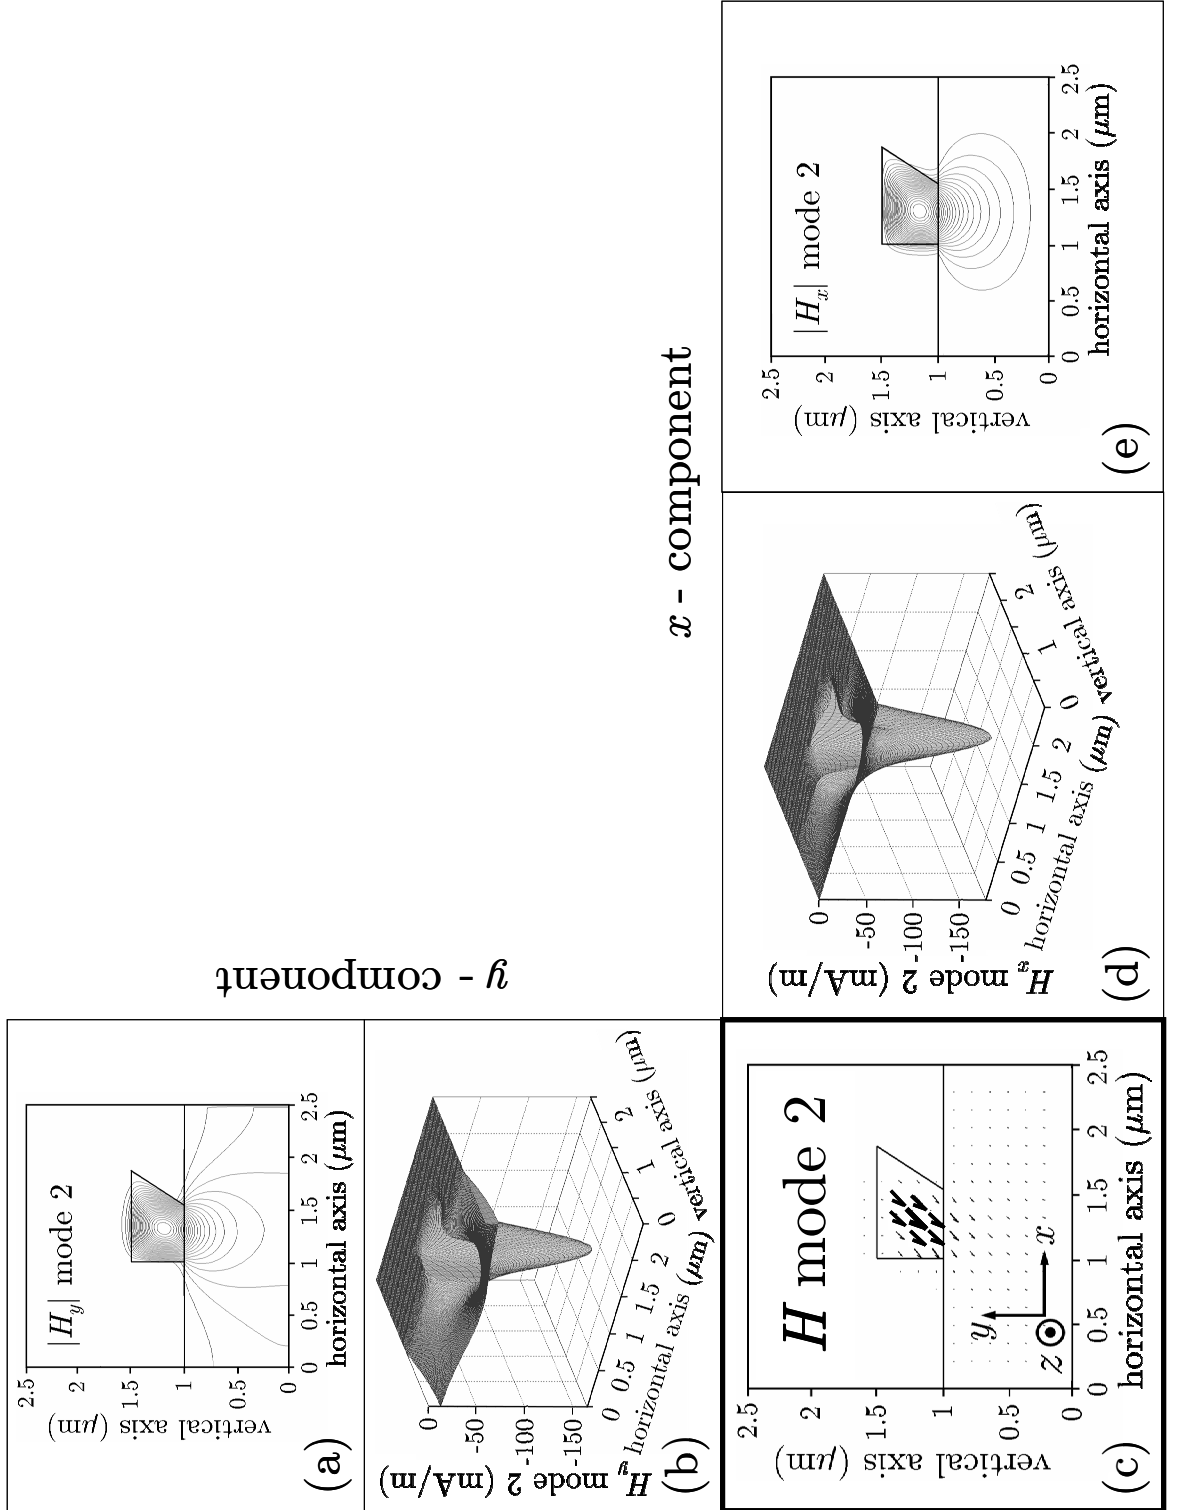 |H_y| mode 2
2.5
2
1.5
1
0.5
0
vertical axis (μm)
0 0.5 1 1.5 2 2.5
horizontal axis (μm)
(a)
y - component
0
-50
-100
-150
H_y mode 2 (mA/m)
0 0.5 1 1.5 2
horizontal axis (μm)
0 1 2
vertical axis (μm)
(b)
H mode 2
2.5
2
1.5
1
0.5
0
vertical axis (μm)
y
x
z
0 0.5 1 1.5 2 2.5
horizontal axis (μm)
(c)
x - component
0
-50
-100
-150
H_x mode 2 (mA/m)
0 0.5 1 1.5 2
horizontal axis (μm)
0 1 2
vertical axis (μm)
(d)
|H_x| mode 2
2.5
2
1.5
1
0.5
0
vertical axis (μm)
0 0.5 1 1.5 2 2.5
horizontal axis (μm)
(e)